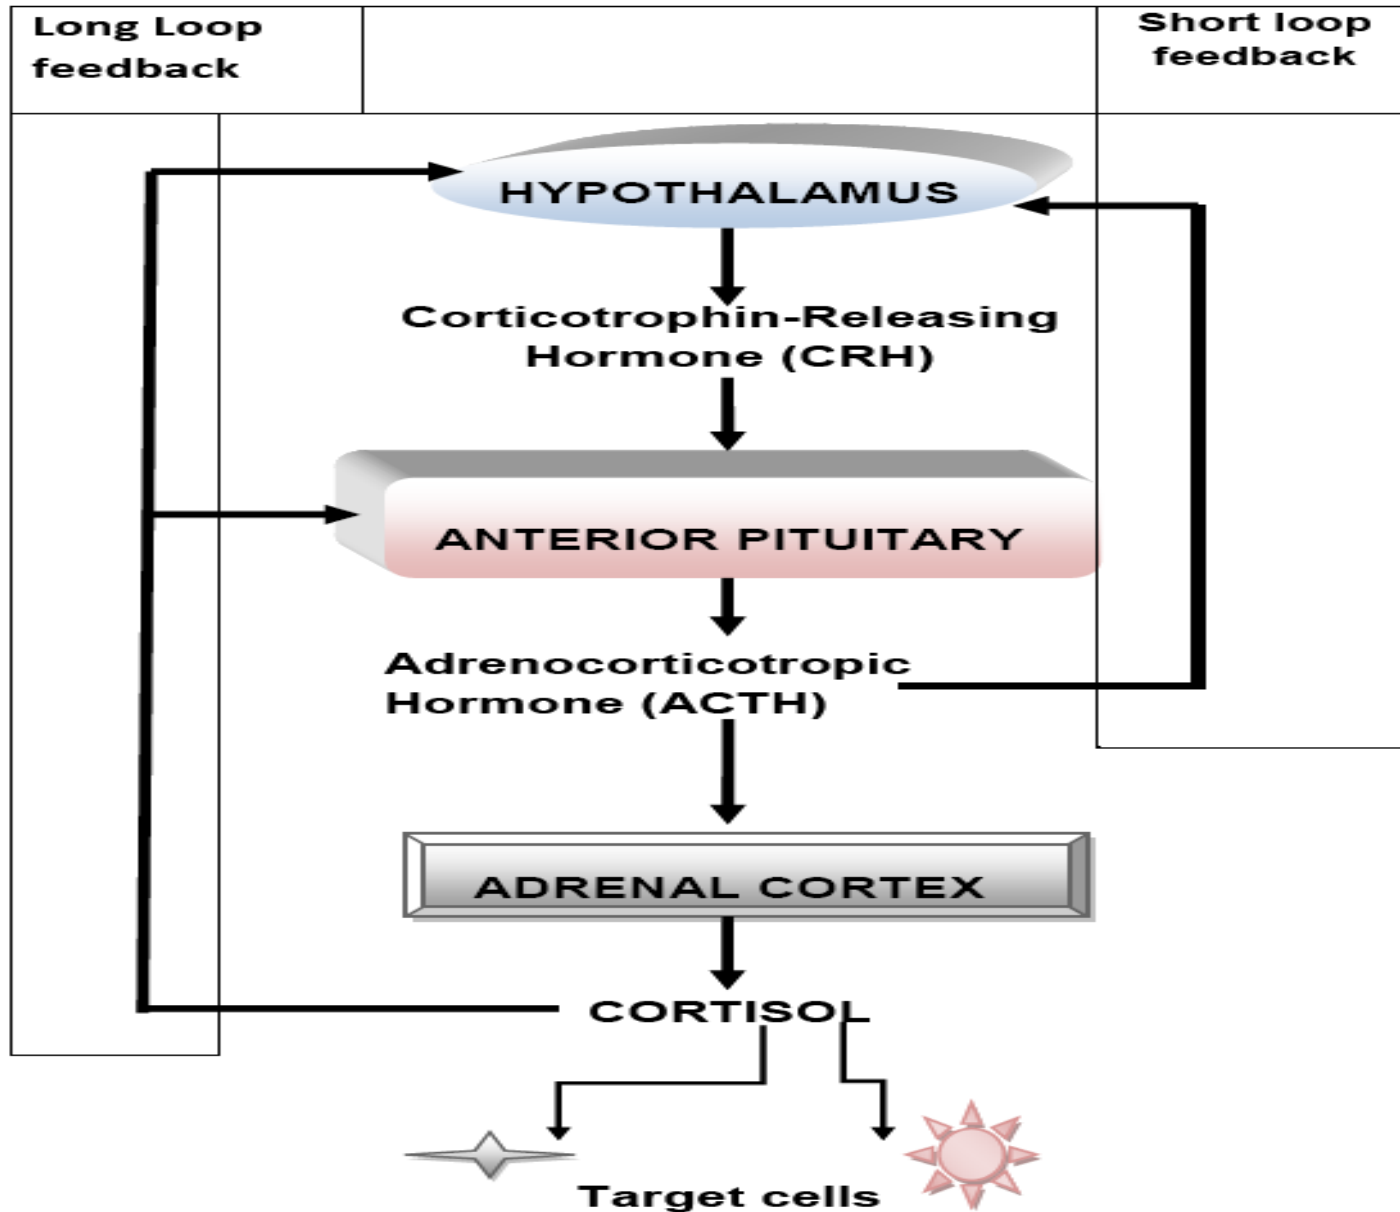 Long Loop
feedback
Short loop
feedback
HYPOTHALAMUS
Corticotrophin-Releasing
Hormone (CRH)
ANTERIOR PITUITARY
Adrenocorticotropic
Hormone (ACTH)
ADRENAL CORTEX
CORTISOL
Target cells